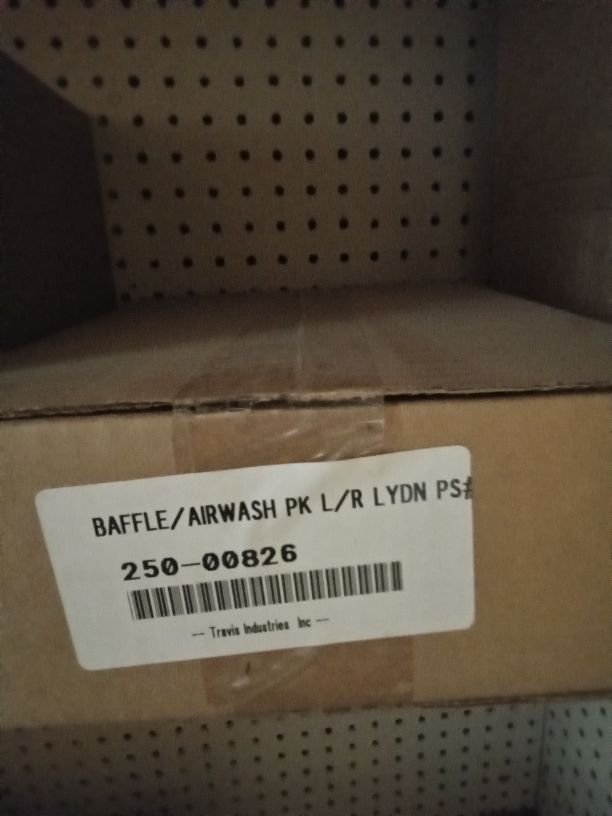 BAFFLE/AIRWASH PK L/R LYDN PS#
250-00826
-- Travis Industries Inc --